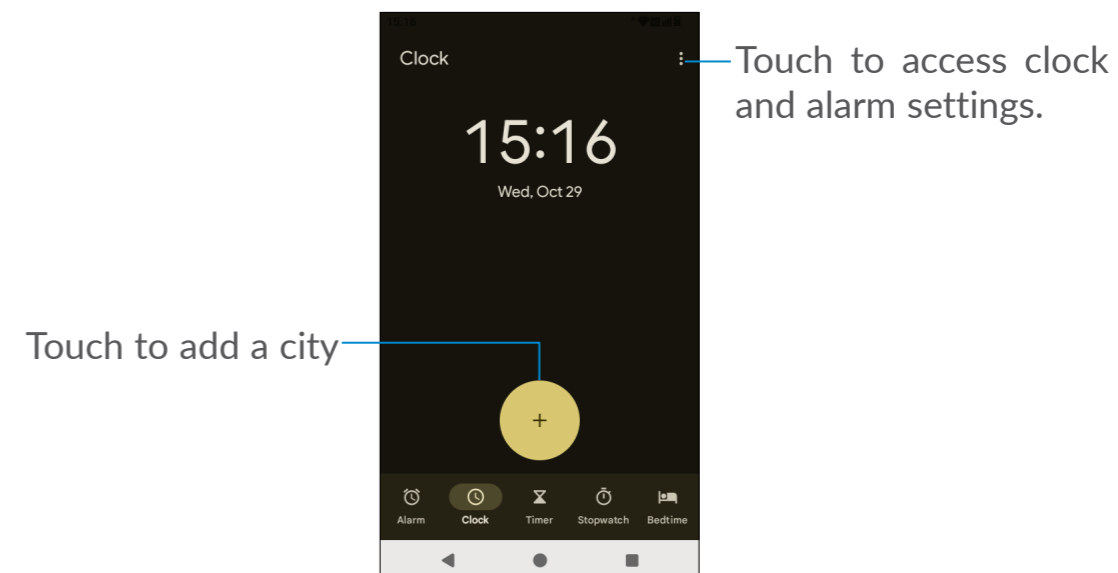 15:16
Clock
Touch to access clock
and alarm settings.
15:16
Wed, Oct 29
Touch to add a city
+
Alarm Clock Timer Stopwatch Bedtime